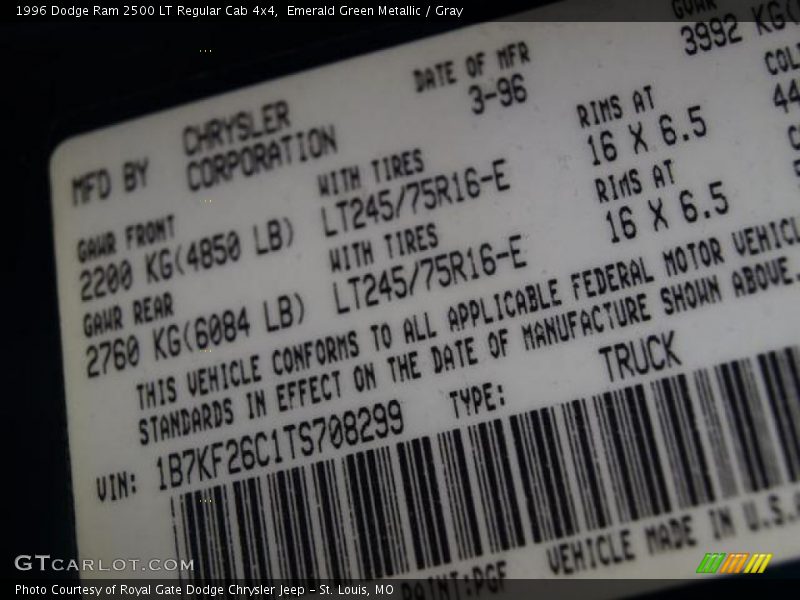 1996 Dodge Ram 2500 LT Regular Cab 4x4, Emerald Green Metallic / Gray
GVWR
3992 KG(
MFD BY CHRYSLER CORPORATION
DATE OF MFR
3-96
GAWR FRONT
2200 KG(4850 LB)
WITH TIRES
LT245/75R16-E
RIMS AT
16 X 6.5
COL
44
GAWR REAR
2760 KG(6084 LB)
WITH TIRES
LT245/75R16-E
RIMS AT
16 X 6.5
THIS VEHICLE CONFORMS TO ALL APPLICABLE FEDERAL MOTOR VEHICL
STANDARDS IN EFFECT ON THE DATE OF MANUFACTURE SHOWN ABOVE.
VIN: 1B7KF26C1TS708299 TYPE: TRUCK
PAINT:PGF VEHICLE MADE IN U.S.A
GTCARLOT.COM
Photo Courtesy of Royal Gate Dodge Chrysler Jeep - St. Louis, MO